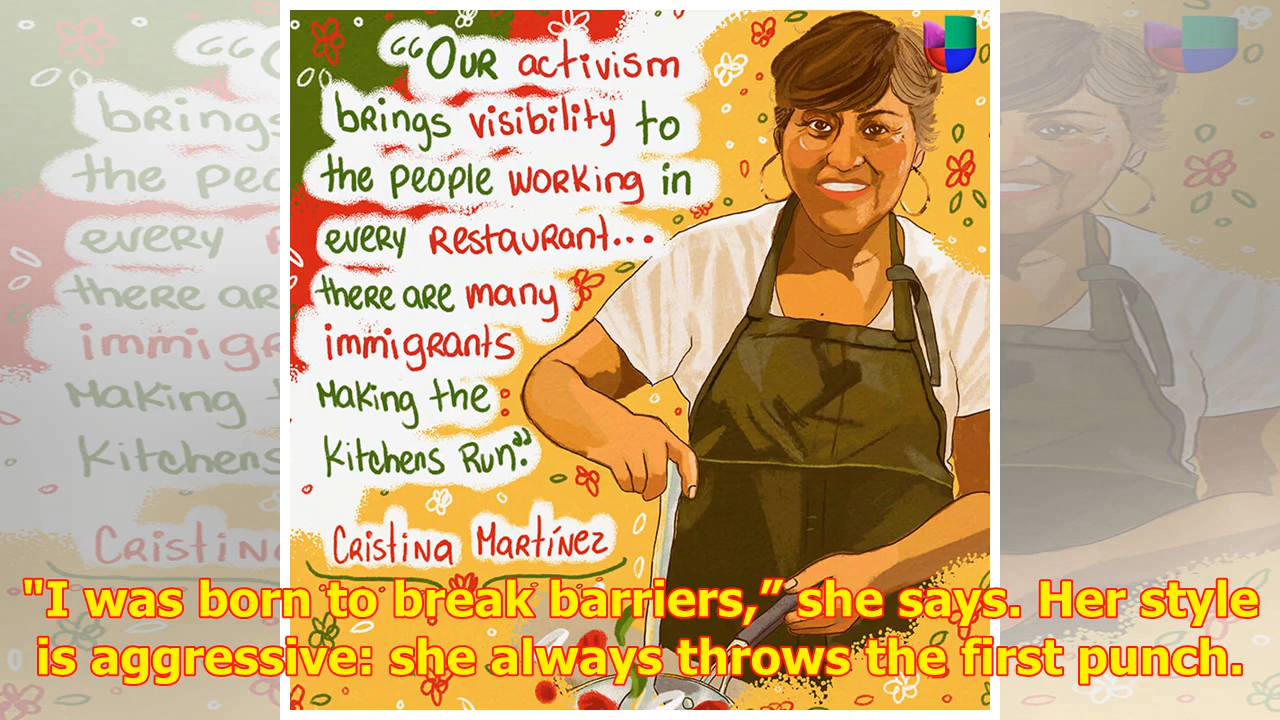 “Our activism
brings visibility to
the people working in
every restaurant...
there are many
immigrants
making the
kitchens run.”
Cristina Martínez
"I was born to break barriers,” she says. Her style
is aggressive: she always throws the first punch.